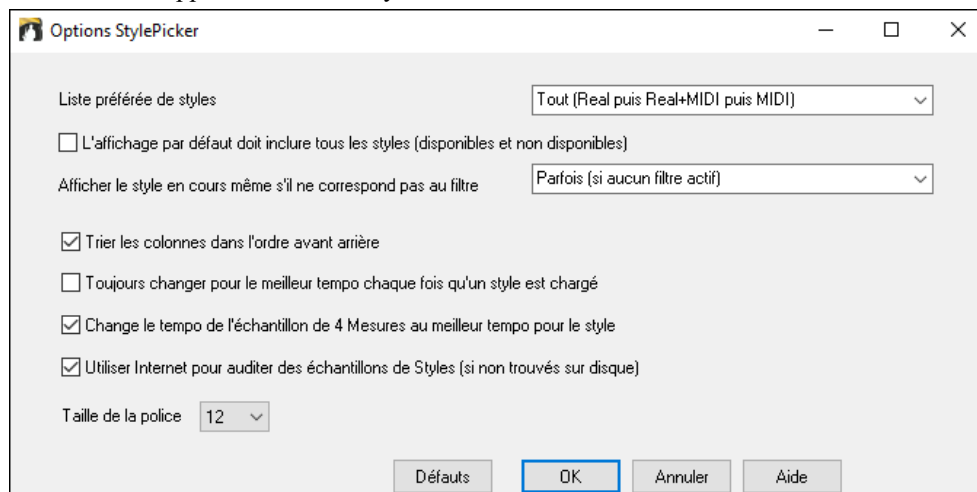 Options StylePicker
Liste préférée de styles Tout (Real puis Real+MIDI puis MIDI)
L'affichage par défaut doit inclure tous les styles (disponibles et non disponibles)
Afficher le style en cours même s'il ne correspond pas au filtre Parfois (si aucun filtre actif)
Trier les colonnes dans l'ordre avant arrière
Toujours changer pour le meilleur tempo chaque fois qu'un style est chargé
Change le tempo de l'échantillon de 4 Mesures au meilleur tempo pour le style
Utiliser Internet pour auditer des échantillons de Styles (si non trouvés sur disque)
Taille de la police 12
Défauts OK Annuler Aide